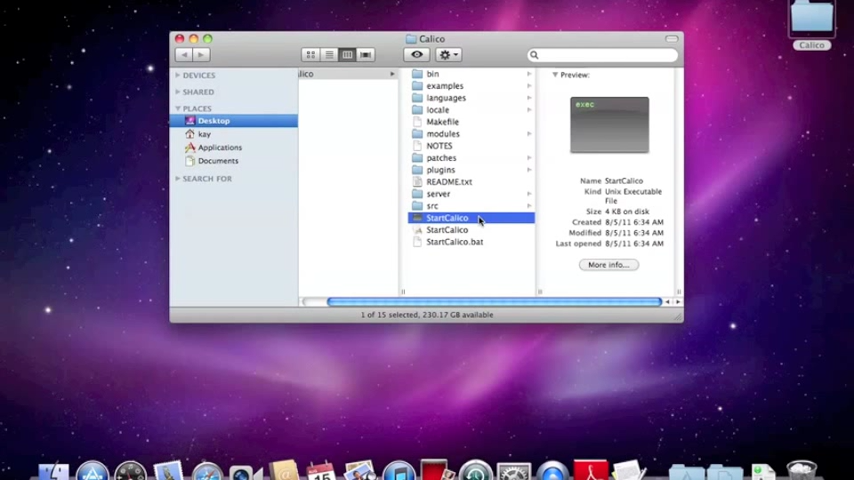 Calico
Calico
DEVICES
SHARED
PLACES
Desktop
kay
Applications
Documents
SEARCH FOR
lico
bin
examples
languages
locale
Makefile
modules
NOTES
patches
plugins
README.txt
server
src
StartCalico
StartCalico
StartCalico.bat
Preview:
exec
Name StartCalico
Kind Unix Executable
File
Size 4 KB on disk
Created 8/5/11 6:34 AM
Modified 8/5/11 6:34 AM
Last opened 8/5/11 6:34 AM
More info...
1 of 15 selected, 230.17 GB available
15